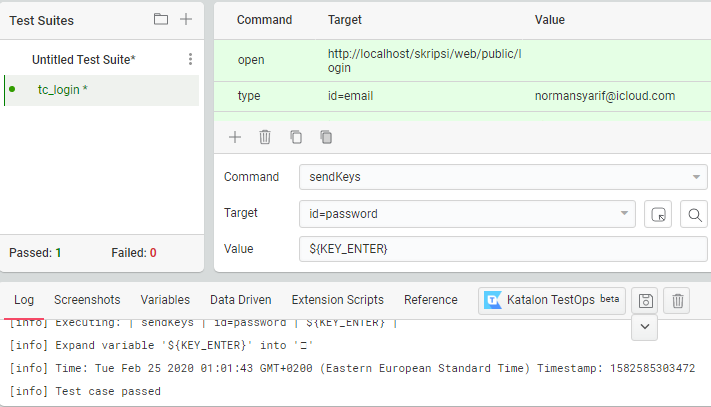 Test Suites
Untitled Test Suite*
tc_login *
Passed: 1 Failed: 0
Command Target Value
open http://localhost/skripsi/web/public/l
ogin
type id=email normansyarif@icloud.com
Command sendKeys
Target id=password
Value ${KEY_ENTER}
Log Screenshots Variables Data Driven Extension Scripts Reference Katalon TestOps beta
[info] Executing: | sendKeys | id=password | ${KEY_ENTER} |
[info] Expand variable '${KEY_ENTER}' into ''
[info] Time: Tue Feb 25 2020 01:01:43 GMT+0200 (Eastern European Standard Time) Timestamp: 1582585303472
[info] Test case passed